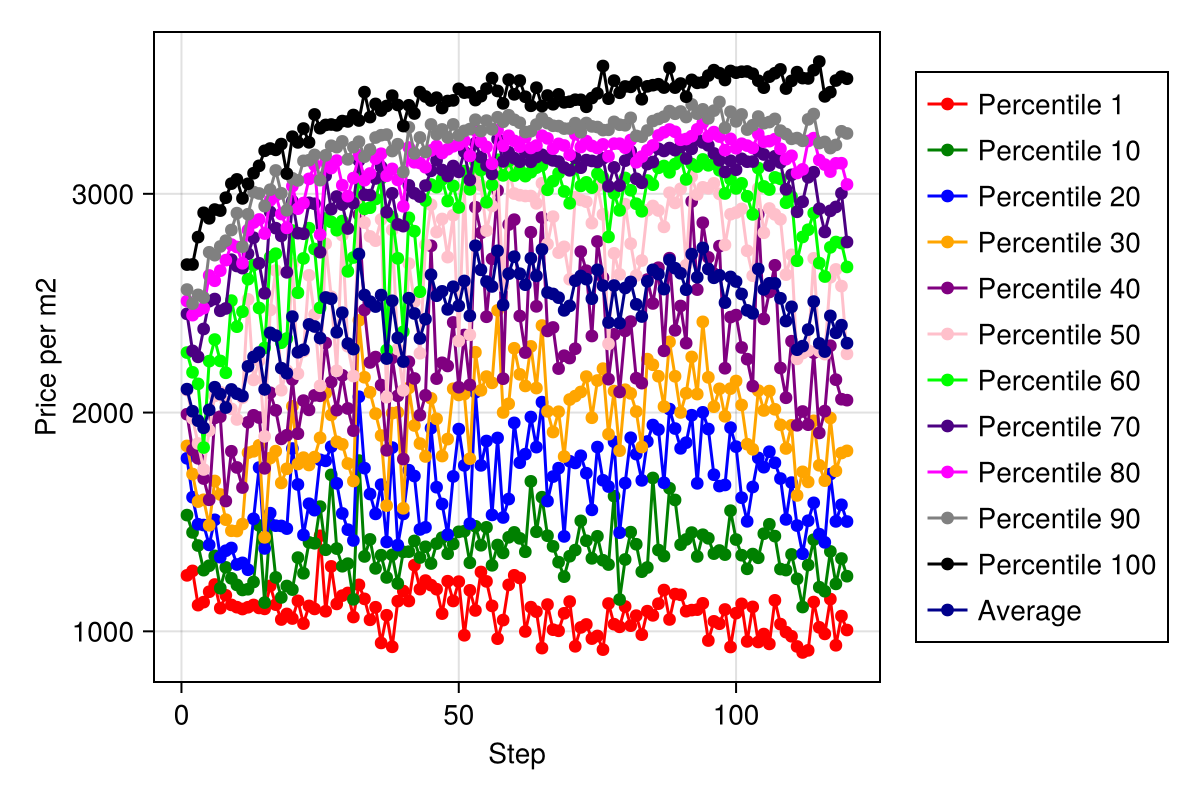 Price per m2
3000
2000
1000
0
50
100
Step
Percentile 1
Percentile 10
Percentile 20
Percentile 30
Percentile 40
Percentile 50
Percentile 60
Percentile 70
Percentile 80
Percentile 90
Percentile 100
Average